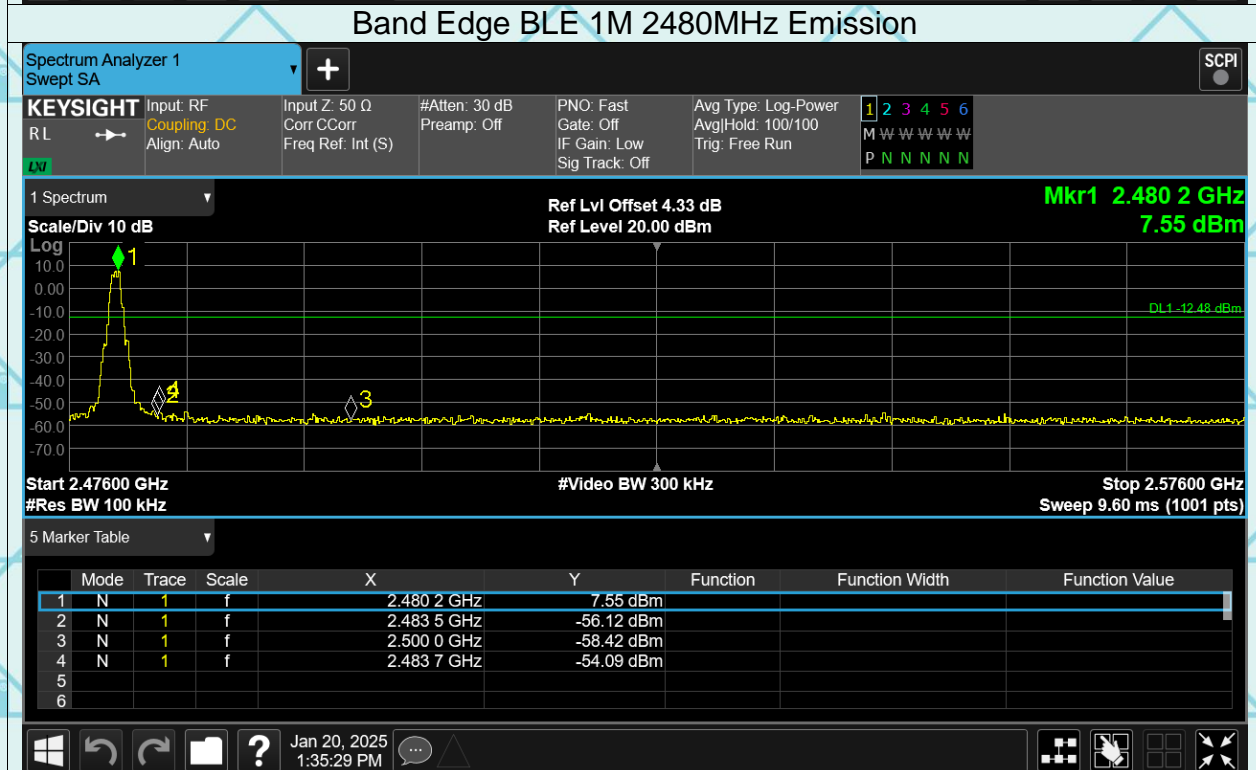 Band Edge BLE 1M 2480MHz Emission
Spectrum Analyzer 1
Swept SA
+
SCPI
KEYSIGHT Input: RF Input Z: 50 Ω #Atten: 30 dB PNO: Fast Avg Type: Log-Power 1 2 3 4 5 6
R L Coupling: DC Corr CCorr Preamp: Off Gate: Off Avg|Hold: 100/100 M W W W W W
Align: Auto Freq Ref: Int (S) IF Gain: Low Trig: Free Run P N N N N N
LXI Sig Track: Off
1 Spectrum
Mkr1 2.480 2 GHz
Ref Lvl Offset 4.33 dB
7.55 dBm
Scale/Div 10 dB Ref Level 20.00 dBm
Log
1
10.0
0.00
-10.0 DL1 -12.48 dBm
-20.0
-30.0
-40.0
4
2
3
-50.0
-60.0
-70.0
Start 2.47600 GHz #Video BW 300 kHz Stop 2.57600 GHz
#Res BW 100 kHz Sweep 9.60 ms (1001 pts)
5 Marker Table
Mode Trace Scale X Y Function Function Width Function Value
1 N 1 f 2.480 2 GHz 7.55 dBm
2 N 1 f 2.483 5 GHz -56.12 dBm
3 N 1 f 2.500 0 GHz -58.42 dBm
4 N 1 f 2.483 7 GHz -54.09 dBm
5
6
? Jan 20, 2025
1:35:29 PM